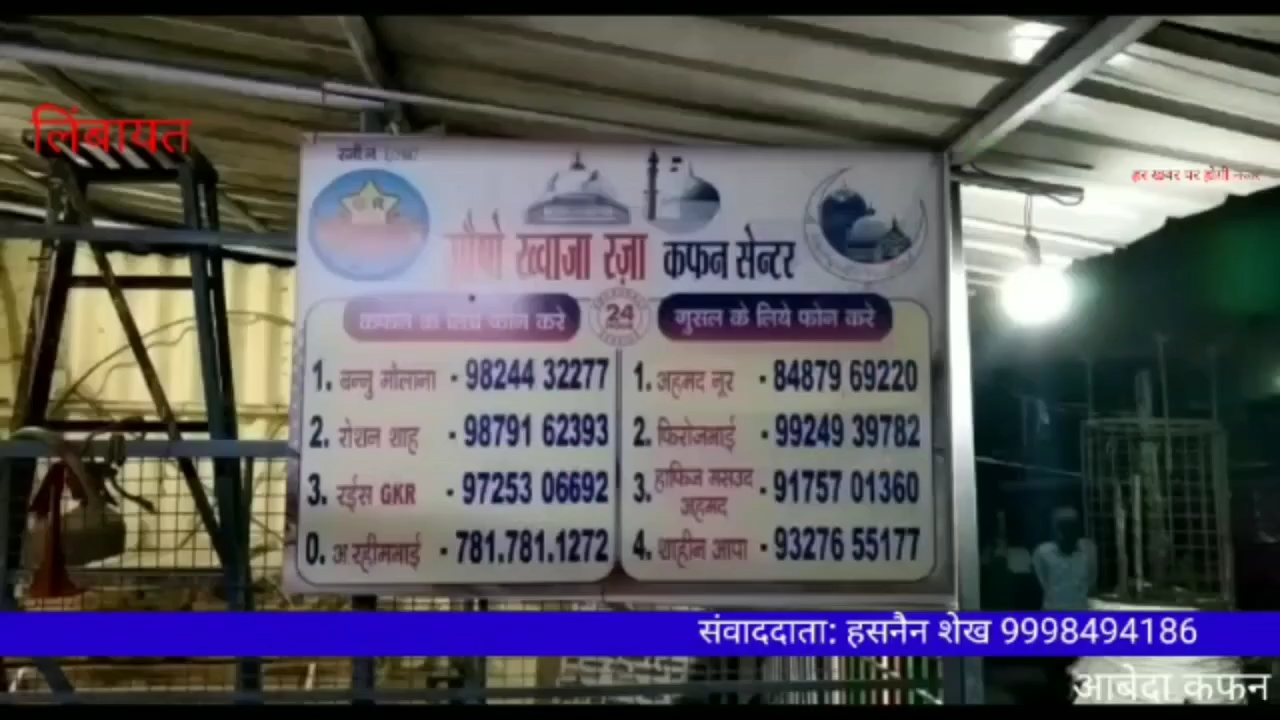 लिंबायत
हर खबर पर होगी नजर
ख्वाजा रज़ा कफन सेन्टर
कफन के लिये फोन करे
24
गुसल के लिये फोन करे
1. बन्नु मौलाना - 98244 32277
2. रोशन शाह - 98791 62393
3. रईस GKR - 97253 06692
0. अ रहीमभाई - 781.781.1272
1. अहमद नूर - 84879 69220
2. फिरोजभाई - 99249 39782
3. हाफिज मसउद अहमद - 91757 01360
4. शाहीन आपा - 93276 55177
संवाददाता: हसनैन शेख 9998494186
आबेदा कफन